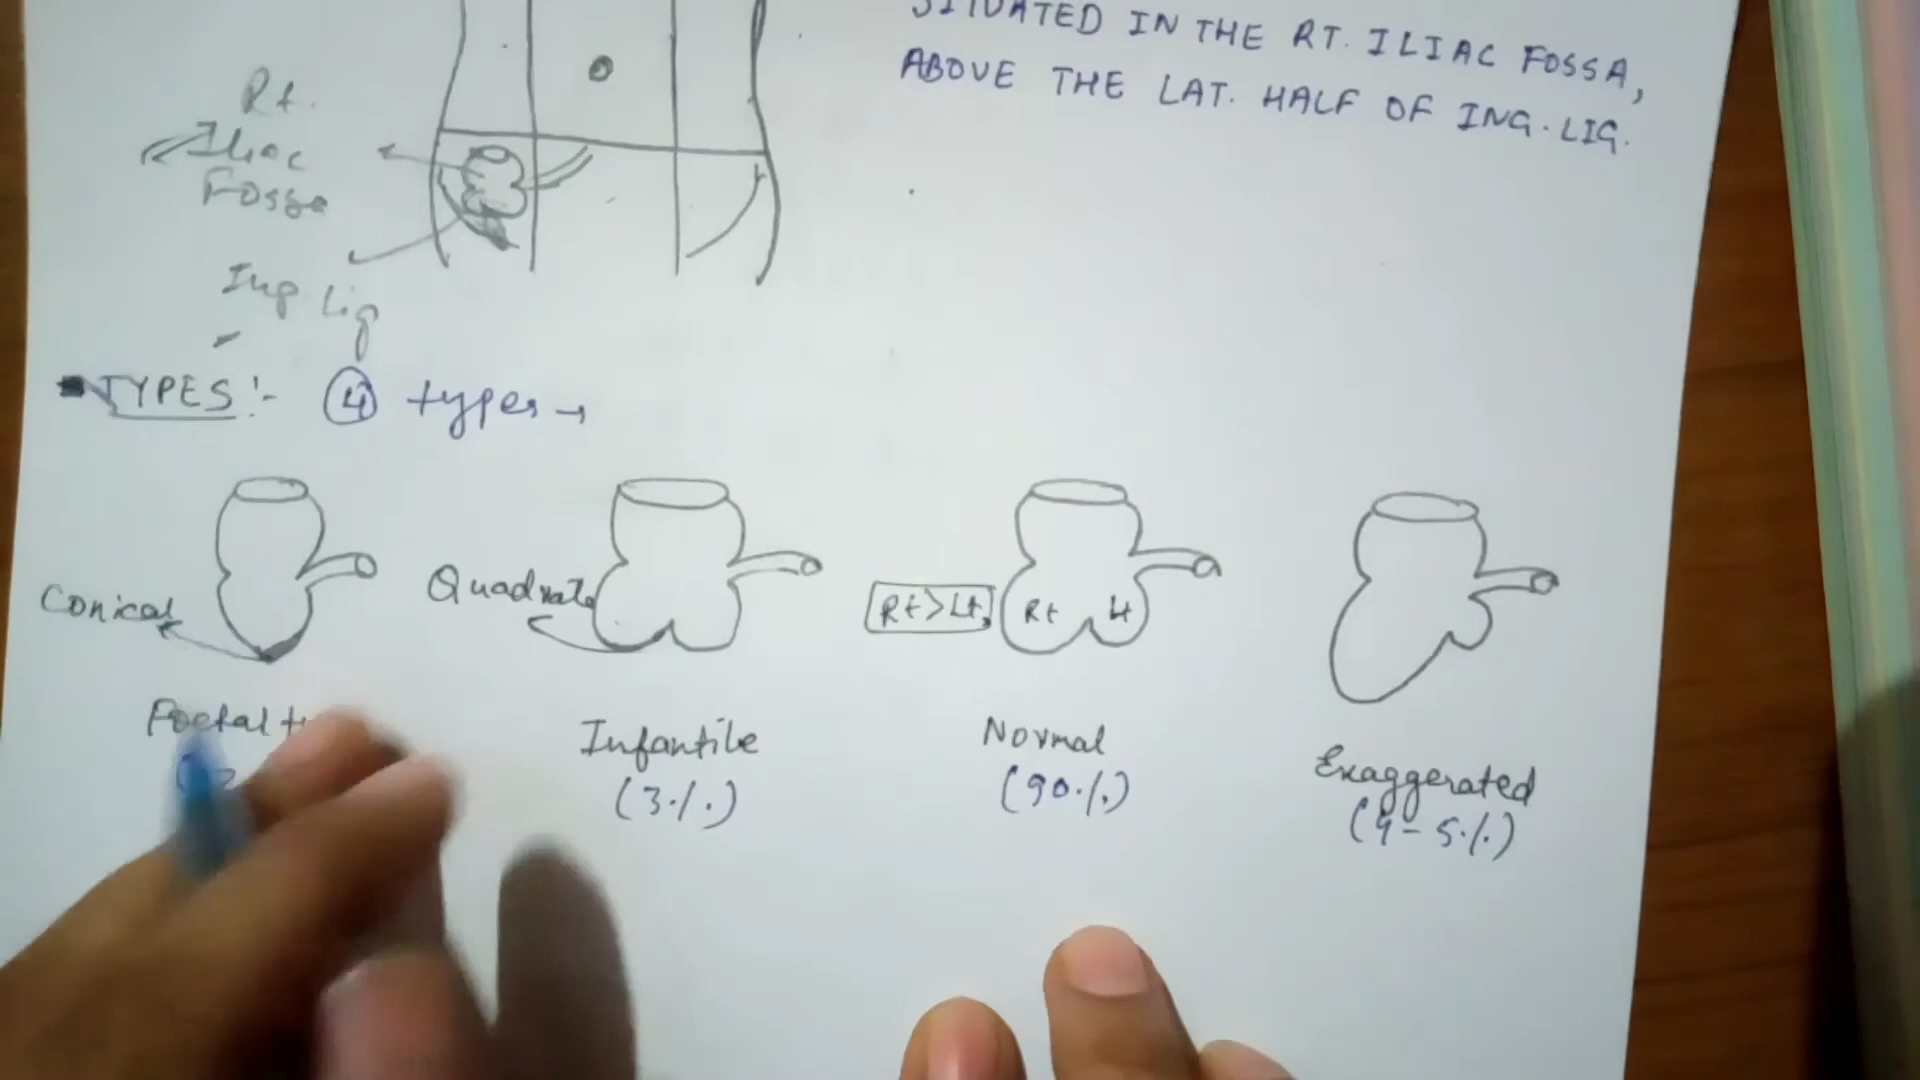 SITUATED IN THE RT. ILIAC FOSSA,
ABOVE THE LAT. HALF OF ING. LIG.
Rt.
Iliac
Fossa
Ing Lig
TYPES :- ④ types →
Conical
Quadrate
Rt>Lt
Rt
Lt
Foetal
Infantile
(3%)
Normal
(90%)
Exaggerated
(4-5%)